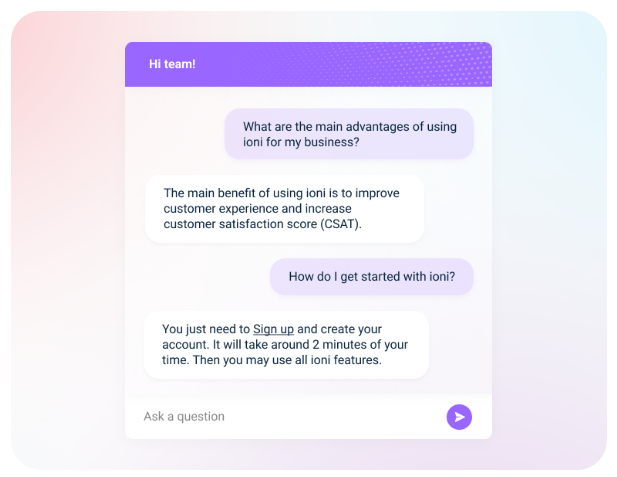 Hi team!
What are the main advantages of using
ioni for my business?
The main benefit of using ioni is to improve
customer experience and increase
customer satisfaction score (CSAT).
How do I get started with ioni?
You just need to Sign up and create your
account. It will take around 2 minutes of your
time. Then you may use all ioni features.
Ask a question